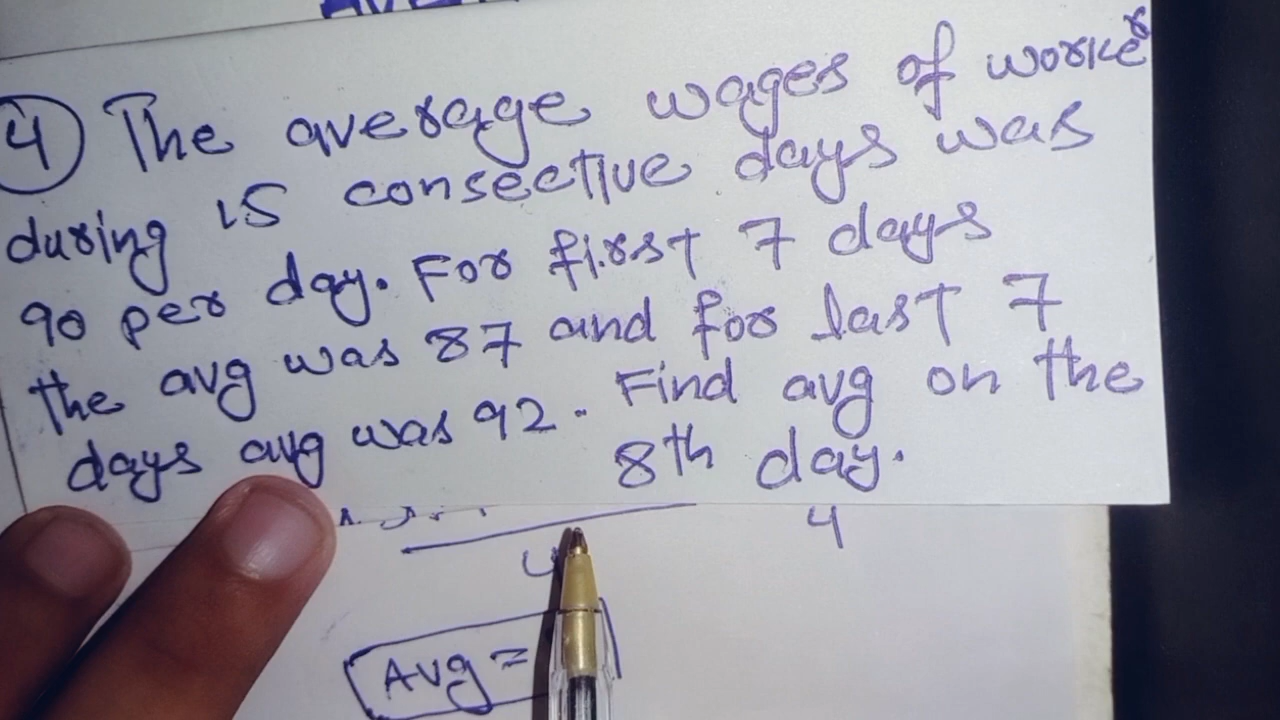 ④ The average wages of worker
during 15 consective days was
90 per day. For first 7 days
the avg was 87 and for last 7
days avg was 92. Find avg on the
8th day.
4
Avg =